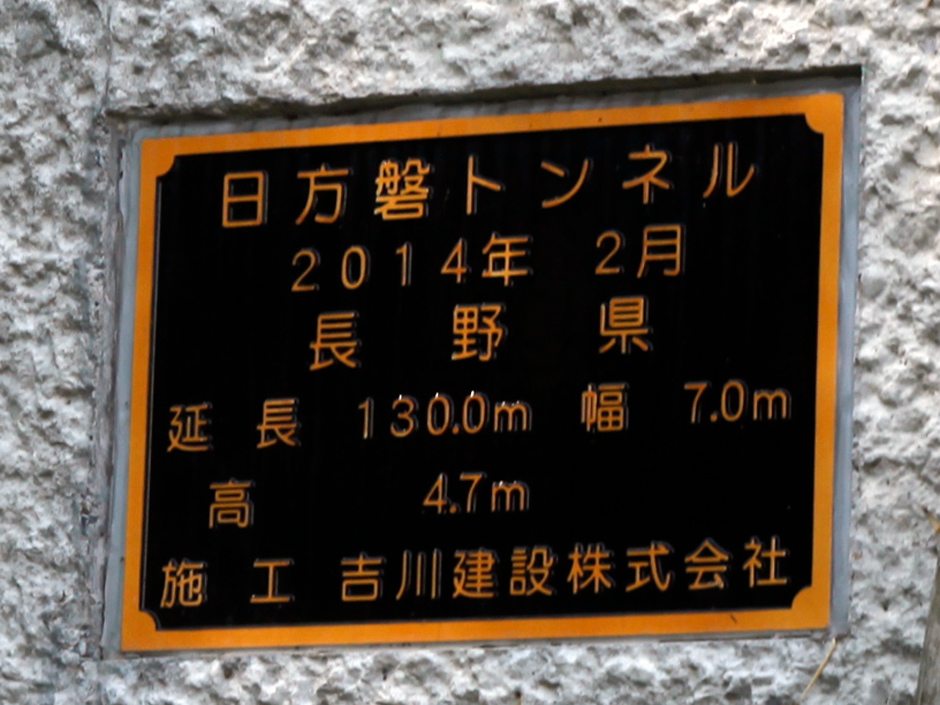 日方磐トンネル
2014年 2月
長 野 県
延 長 130.0m 幅 7.0m
高 4.7m
施 工 吉川建設株式会社